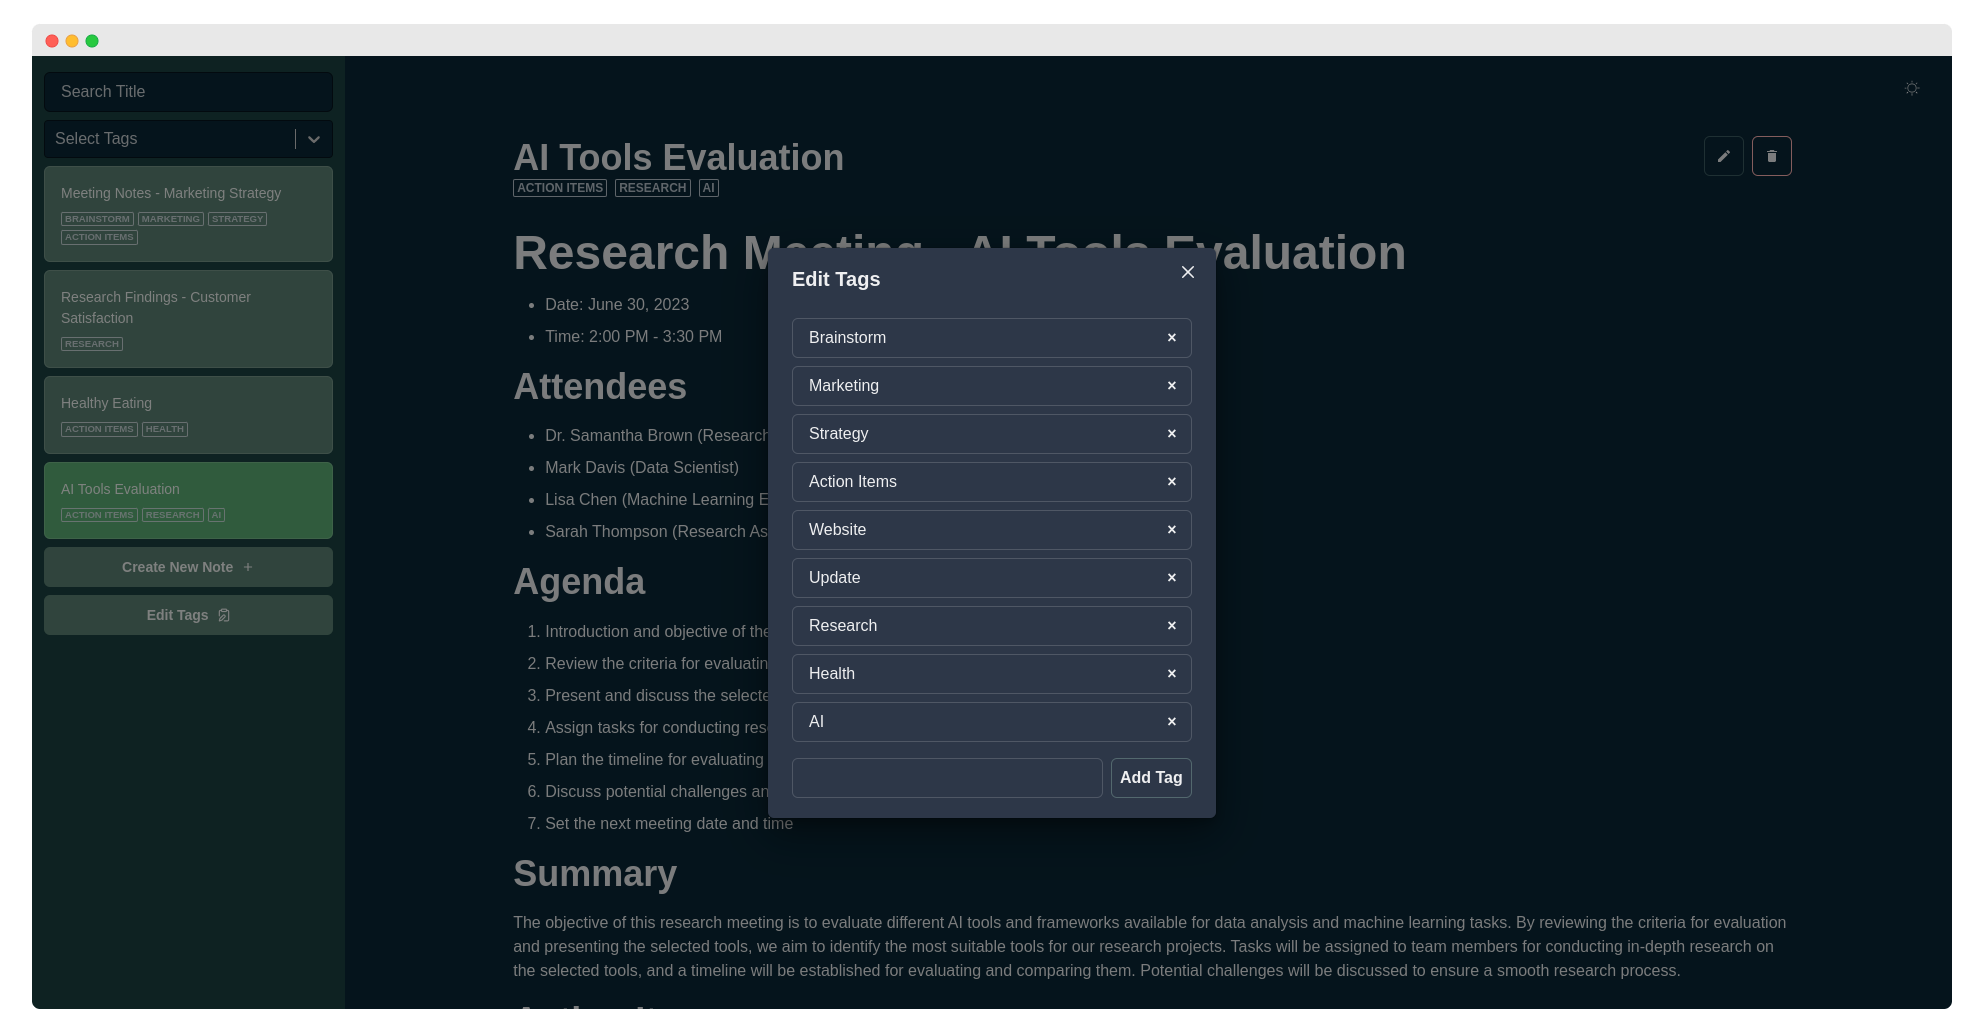 Search Title
Select Tags
Meeting Notes - Marketing Strategy
BRAINSTORM MARKETING STRATEGY
ACTION ITEMS
Research Findings - Customer
Satisfaction
RESEARCH
Healthy Eating
ACTION ITEMS HEALTH
AI Tools Evaluation
ACTION ITEMS RESEARCH AI
Create New Note +
Edit Tags
AI Tools Evaluation
ACTION ITEMS RESEARCH AI
Research Meeting - AI Tools Evaluation
• Date: June 30, 2023
• Time: 2:00 PM - 3:30 PM
Attendees
• Dr. Samantha Brown (Research
• Mark Davis (Data Scientist)
• Lisa Chen (Machine Learning E
• Sarah Thompson (Research As
Agenda
1. Introduction and objective of the
2. Review the criteria for evaluatin
3. Present and discuss the selecte
4. Assign tasks for conducting res
5. Plan the timeline for evaluating
6. Discuss potential challenges an
7. Set the next meeting date and time
Summary
The objective of this research meeting is to evaluate different AI tools and frameworks available for data analysis and machine learning tasks. By reviewing the criteria for evaluation
and presenting the selected tools, we aim to identify the most suitable tools for our research projects. Tasks will be assigned to team members for conducting in-depth research on
the selected tools, and a timeline will be established for evaluating and comparing them. Potential challenges will be discussed to ensure a smooth research process.
Edit Tags
Brainstorm ×
Marketing ×
Strategy ×
Action Items ×
Website ×
Update ×
Research ×
Health ×
AI ×
Add Tag